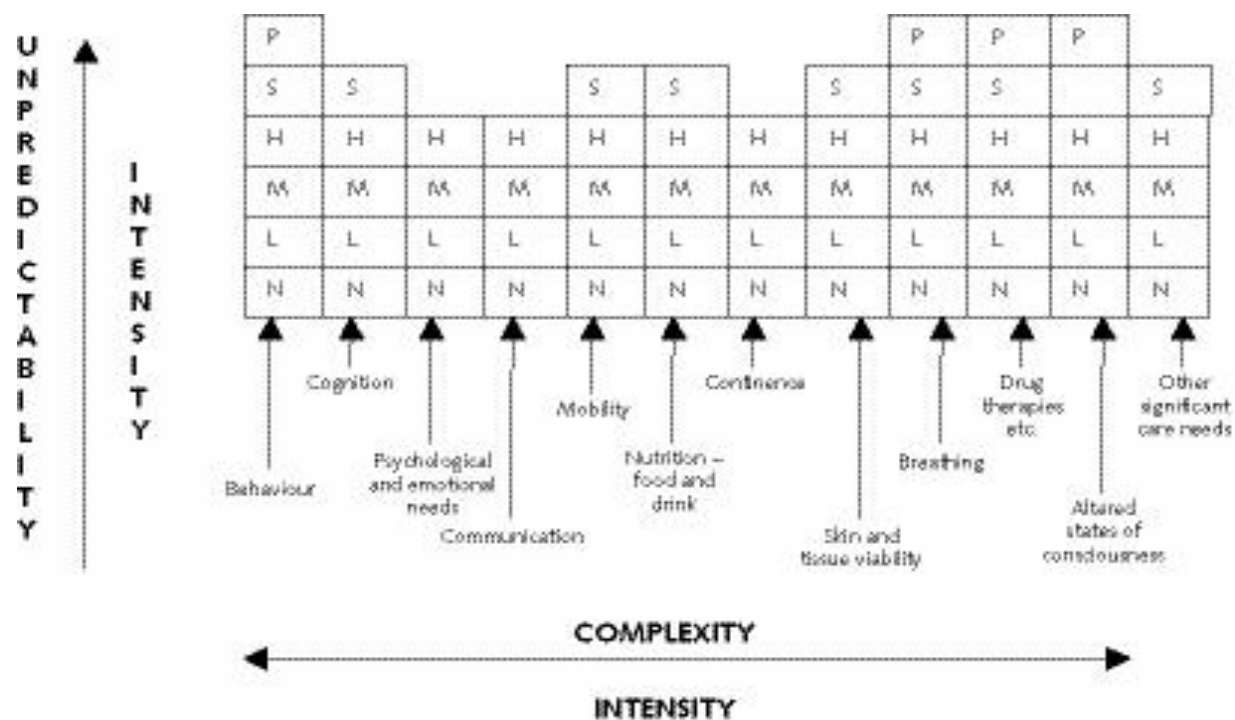 UNPREDICTABILITY
INTENSITY
P P P P
S S S S S S S S
H H H H H H H H H H H H
M M M M M M M M M M M M
L L L L L L L L L L L L
N N N N N N N N N N N N
Behaviour
Cognition
Psychological
and emotional
needs
Communication
Mobility
Nutrition –
food and
drink
Continence
Skin and
tissue viability
Breathing
Drug
therapies
etc.
Altered
states of
consciousness
Other
significant
care needs
COMPLEXITY
INTENSITY